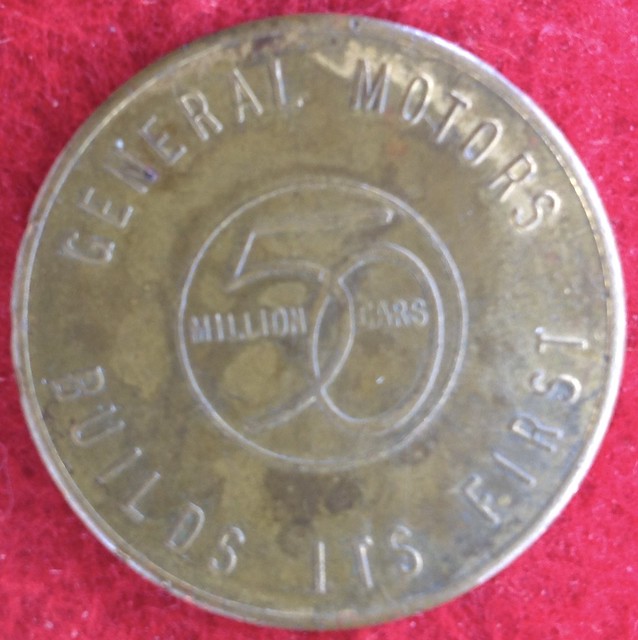 GENERAL MOTORS
BUILDS ITS FIRST
50
MILLION CARS